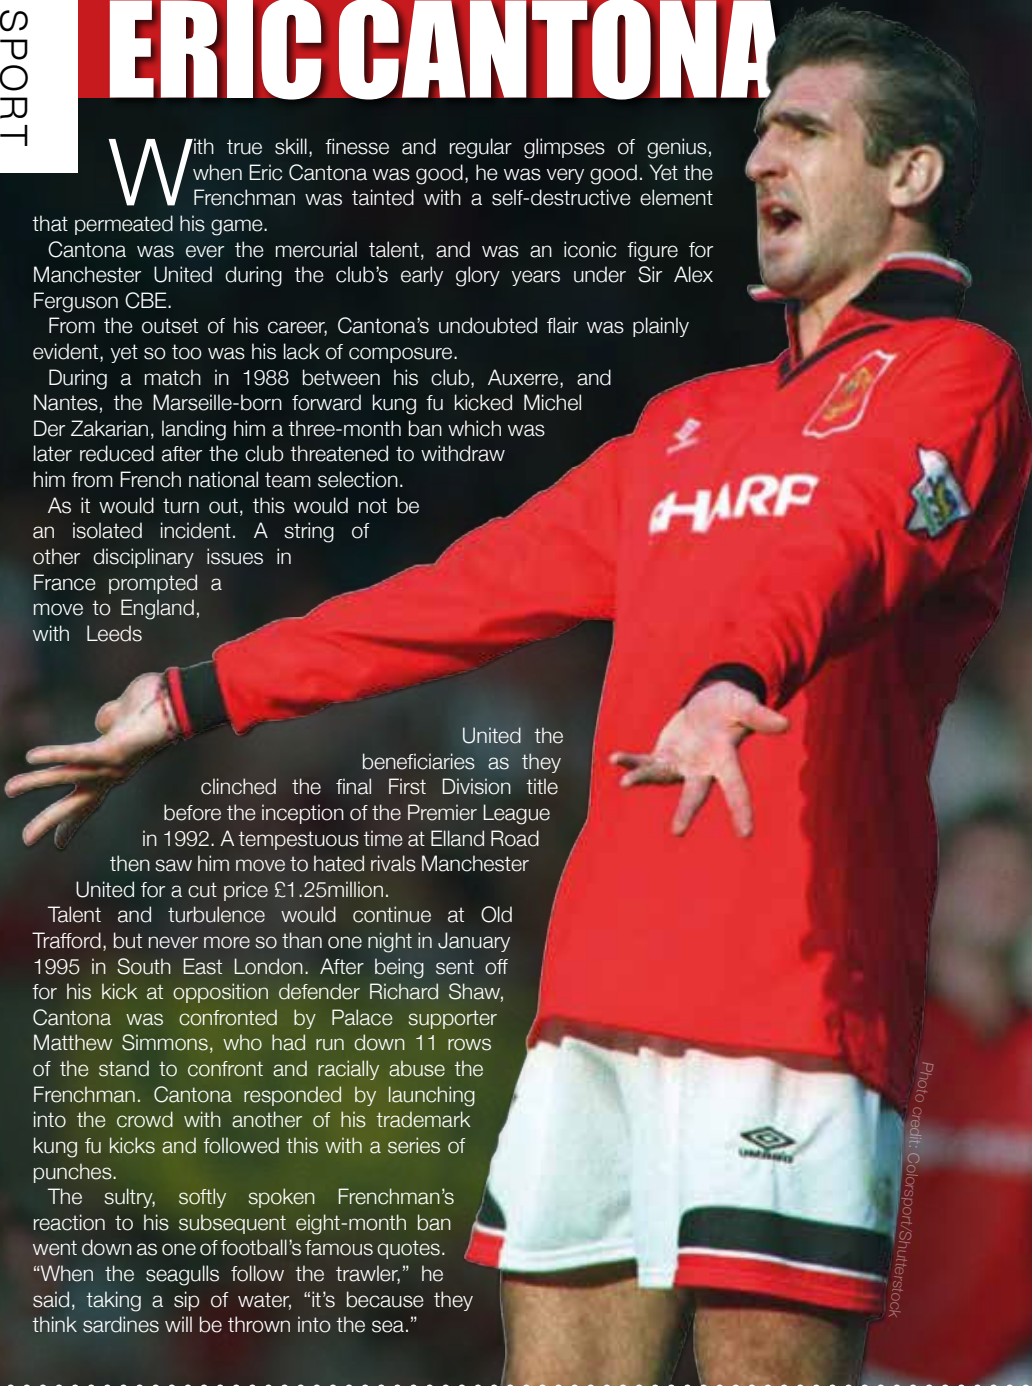 SPORT
ERIC CANTONA
With true skill, finesse and regular glimpses of genius,
when Eric Cantona was good, he was very good. Yet the
Frenchman was tainted with a self-destructive element
that permeated his game.
Cantona was ever the mercurial talent, and was an iconic figure for
Manchester United during the club's early glory years under Sir Alex
Ferguson CBE.
From the outset of his career, Cantona's undoubted flair was plainly
evident, yet so too was his lack of composure.
During a match in 1988 between his club, Auxerre, and
Nantes, the Marseille-born forward kung fu kicked Michel
Der Zakarian, landing him a three-month ban which was
later reduced after the club threatened to withdraw
him from French national team selection.
As it would turn out, this would not be
an isolated incident. A string of
other disciplinary issues in
France prompted a
move to England,
with Leeds
United the
beneficiaries as they
clinched the final First Division title
before the inception of the Premier League
in 1992. A tempestuous time at Elland Road
then saw him move to hated rivals Manchester
United for a cut price £1.25million.
Talent and turbulence would continue at Old
Trafford, but never more so than one night in January
1995 in South East London. After being sent off
for his kick at opposition defender Richard Shaw,
Cantona was confronted by Palace supporter
Matthew Simmons, who had run down 11 rows
of the stand to confront and racially abuse the
Frenchman. Cantona responded by launching
into the crowd with another of his trademark
kung fu kicks and followed this with a series of
punches.
The sultry, softly spoken Frenchman's
reaction to his subsequent eight-month ban
went down as one of football's famous quotes.
“When the seagulls follow the trawler,” he
said, taking a sip of water, “it's because they
think sardines will be thrown into the sea.”
SHARP
UMBRO
Photo credit: Colorsport/Shutterstock